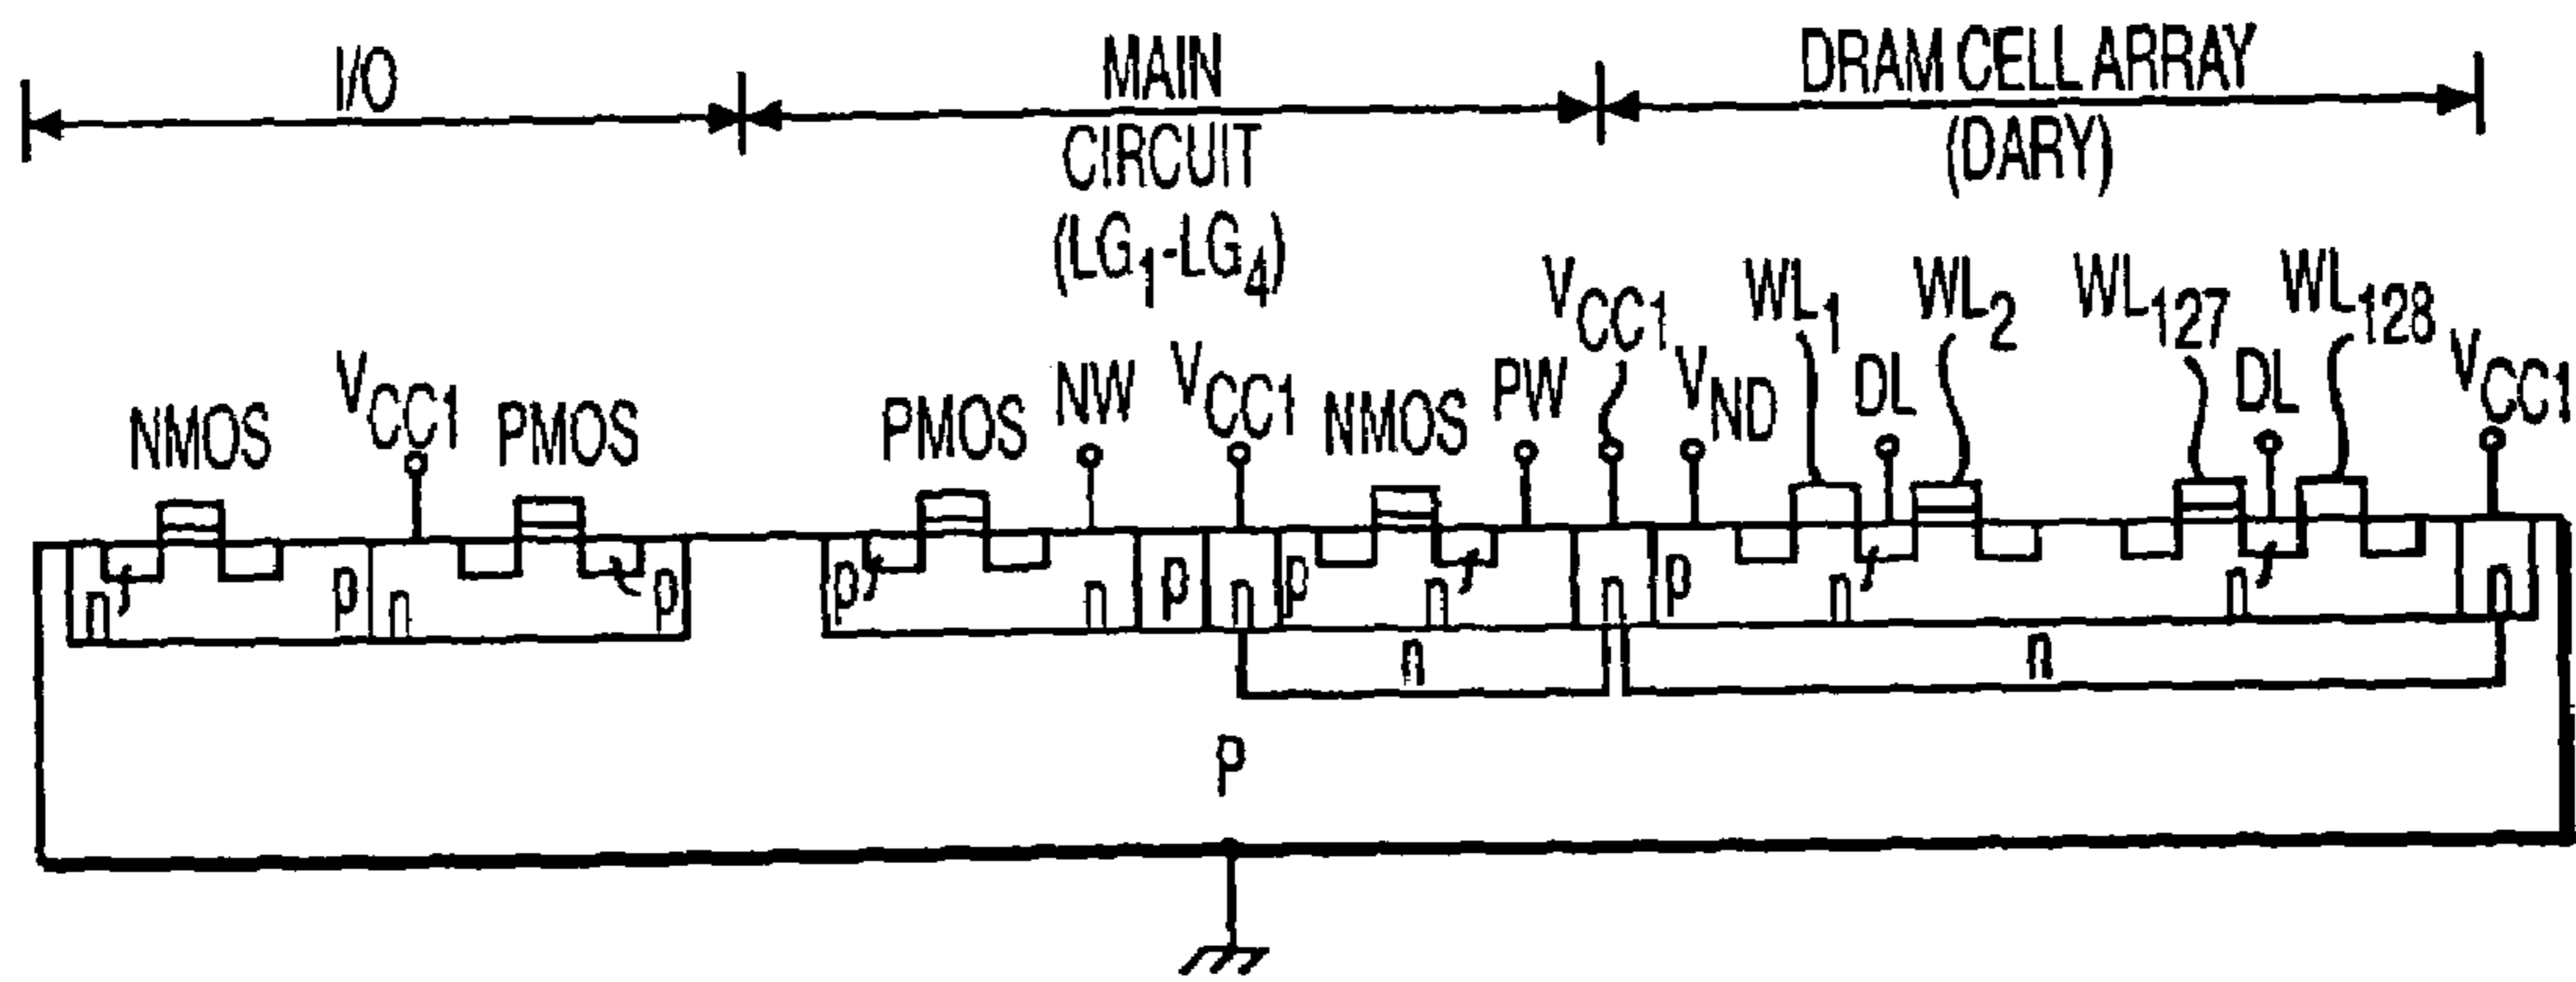 I/O
MAIN
CIRCUIT
(LG1-LG4)
DRAM CELL ARRAY
(DARY)
NMOS
VCC1
PMOS
PMOS
NW
VCC1
NMOS
PW
VCC1
VND
WL1
DL
WL2
WL127
DL
WL128
VCC1
n
p
n
p
p
n
p
n
p
n
n
p
n
n
n
n
n
p